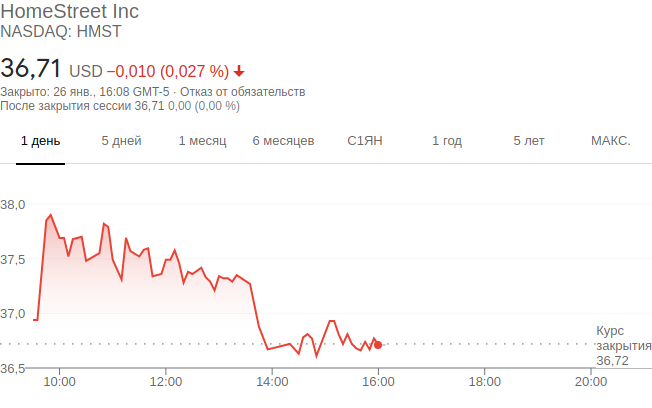 HomeStreet Inc
NASDAQ: HMST
36,71 USD −0,010 (0,027 %)
Закрыто: 26 янв., 16:08 GMT-5 · Отказ от обязательств
После закрытия сессии 36,71 0,00 (0,00 %)
1 день 5 дней 1 месяц 6 месяцев С1ЯН 1 год 5 лет МАКС.
38,0
37,5
37,0
Курс
закрытия
36,72
36,5
10:00 12:00 14:00 16:00 18:00 20:00